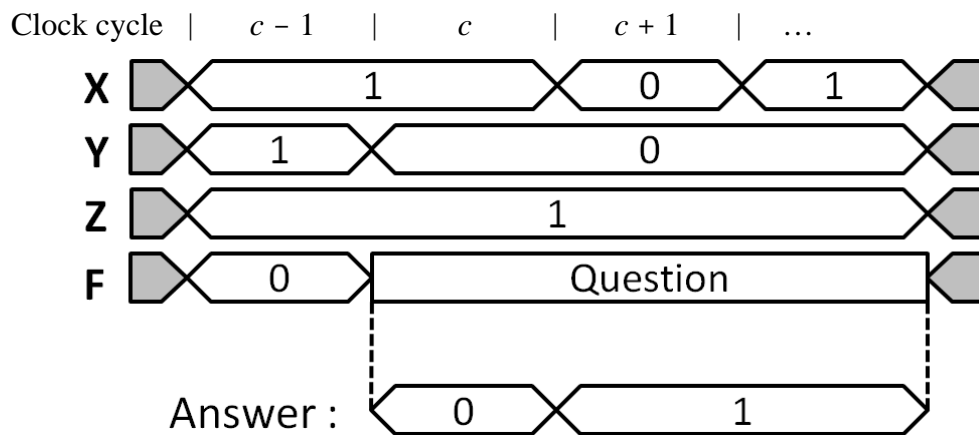 Clock cycle | c − 1 | c | c + 1 | ...
X 1 0 1
Y 1 0
Z 1
F 0 Question
Answer : 0 1